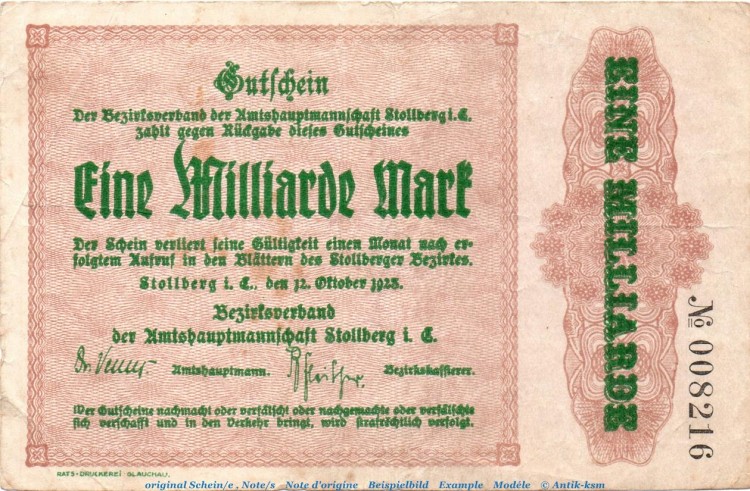 Gutschein
Der Bezirksverband der Amtshauptmannschaft Stollberg i. E.
zahlt gegen Rückgabe dieses Gutscheines
Eine Milliarde Mark
Der Schein verliert seine Gültigkeit einen Monat nach er-
folgtem Aufruf in den Blättern des Stollberger Bezirkes.
Stollberg i. E., den 12. Oktober 1923.
Bezirksverband
der Amtshauptmannschaft Stollberg i. E.
Amtshauptmann. Bezirkskassierer.
Wer Gutscheine nachmacht oder verfälscht oder nachgemachte oder verfälschte
sich verschafft und in den Verkehr bringt, wird strafrechtlich verfolgt.
RATS-DRUCKEREI GLAUCHAU.
EINE MILLIARDE
№ 008216
original Schein/e . Note/s . Note d'origine Beispielbild Example Modéle © Antik-ksm